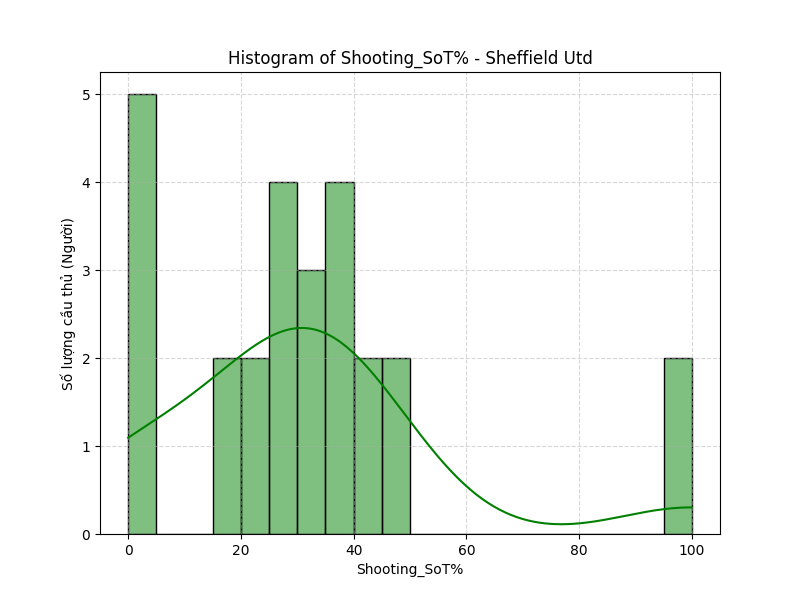 Histogram of Shooting_SoT% - Sheffield Utd
Số lượng cầu thủ (Người)
5
4
3
2
1
0
0 20 40 60 80 100
Shooting_SoT%